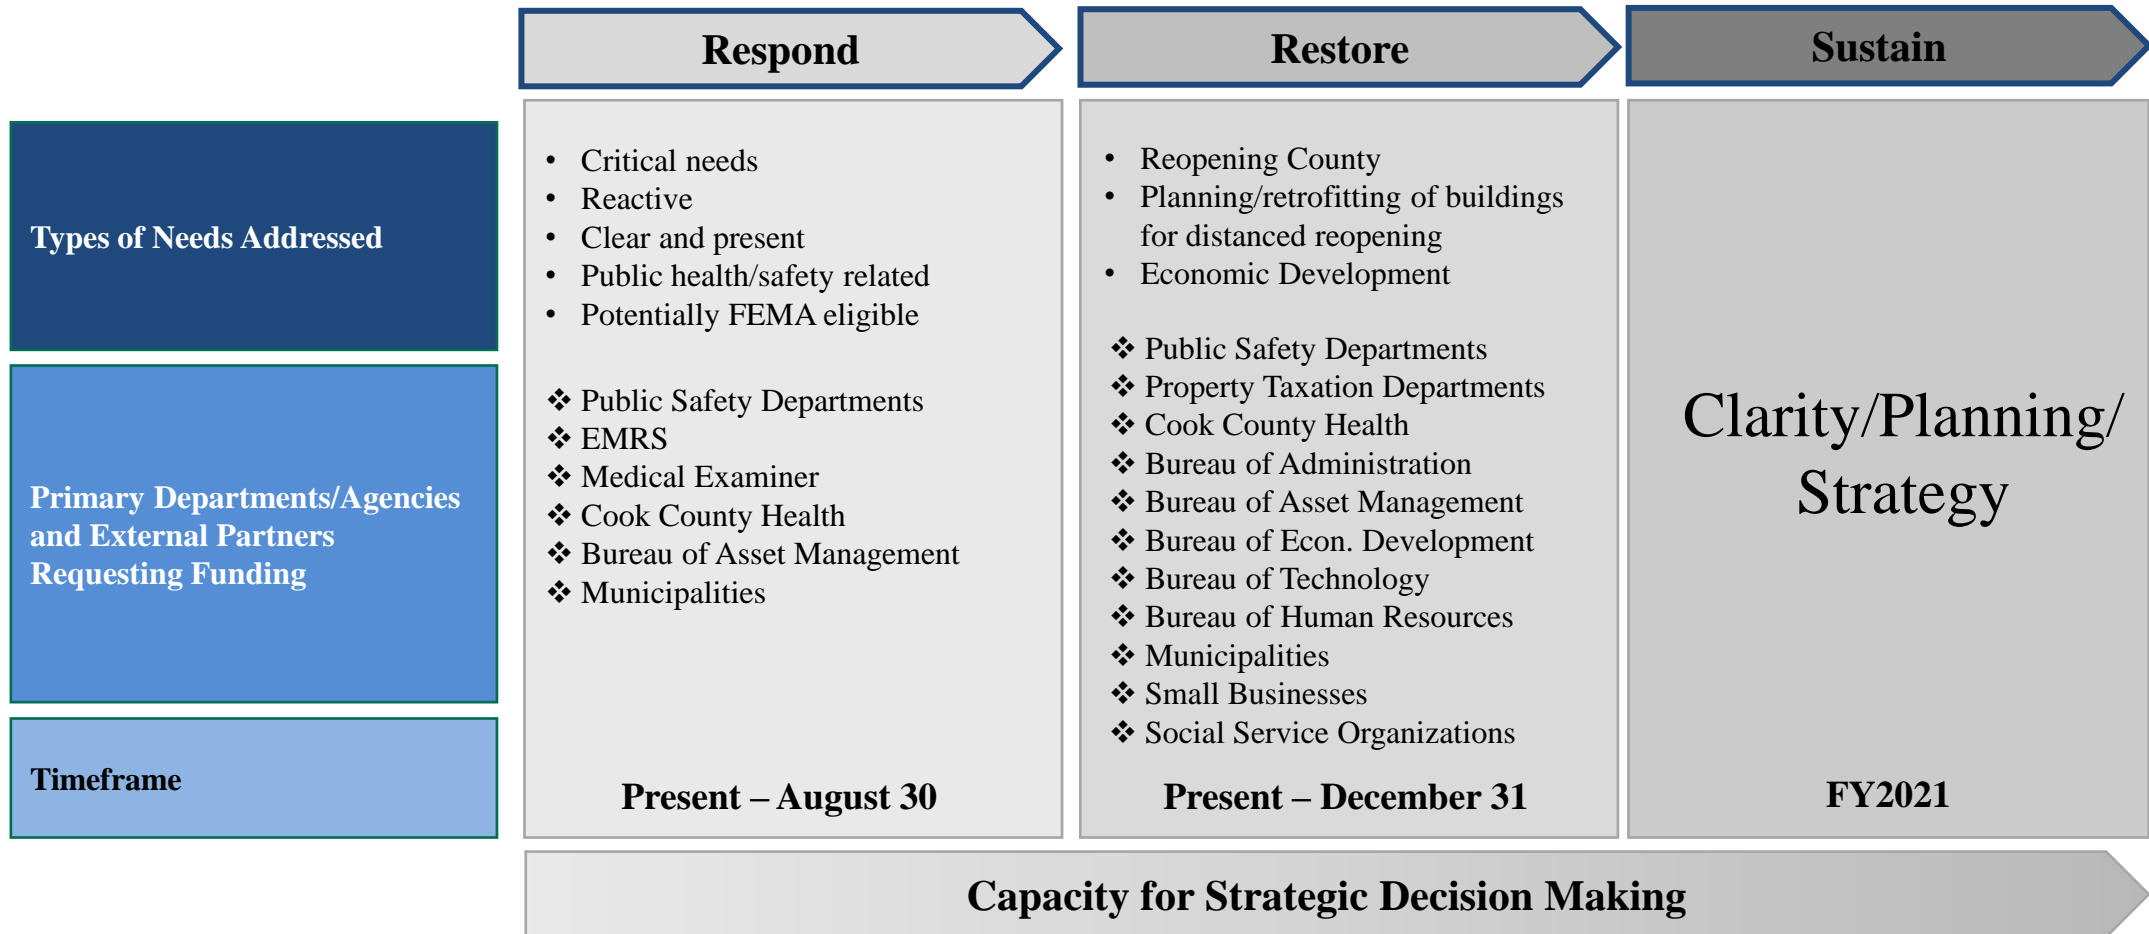 Respond
Restore
Sustain
Types of Needs Addressed
• Critical needs
• Reactive
• Clear and present
• Public health/safety related
• Potentially FEMA eligible
❖ Public Safety Departments
❖ EMRS
❖ Medical Examiner
❖ Cook County Health
❖ Bureau of Asset Management
❖ Municipalities
• Reopening County
• Planning/retrofitting of buildings
for distanced reopening
• Economic Development
❖ Public Safety Departments
❖ Property Taxation Departments
❖ Cook County Health
❖ Bureau of Administration
❖ Bureau of Asset Management
❖ Bureau of Econ. Development
❖ Bureau of Technology
❖ Bureau of Human Resources
❖ Municipalities
❖ Small Businesses
❖ Social Service Organizations
Clarity/Planning/
Strategy
Primary Departments/Agencies
and External Partners
Requesting Funding
Timeframe
Present – August 30
Present – December 31
FY2021
Capacity for Strategic Decision Making